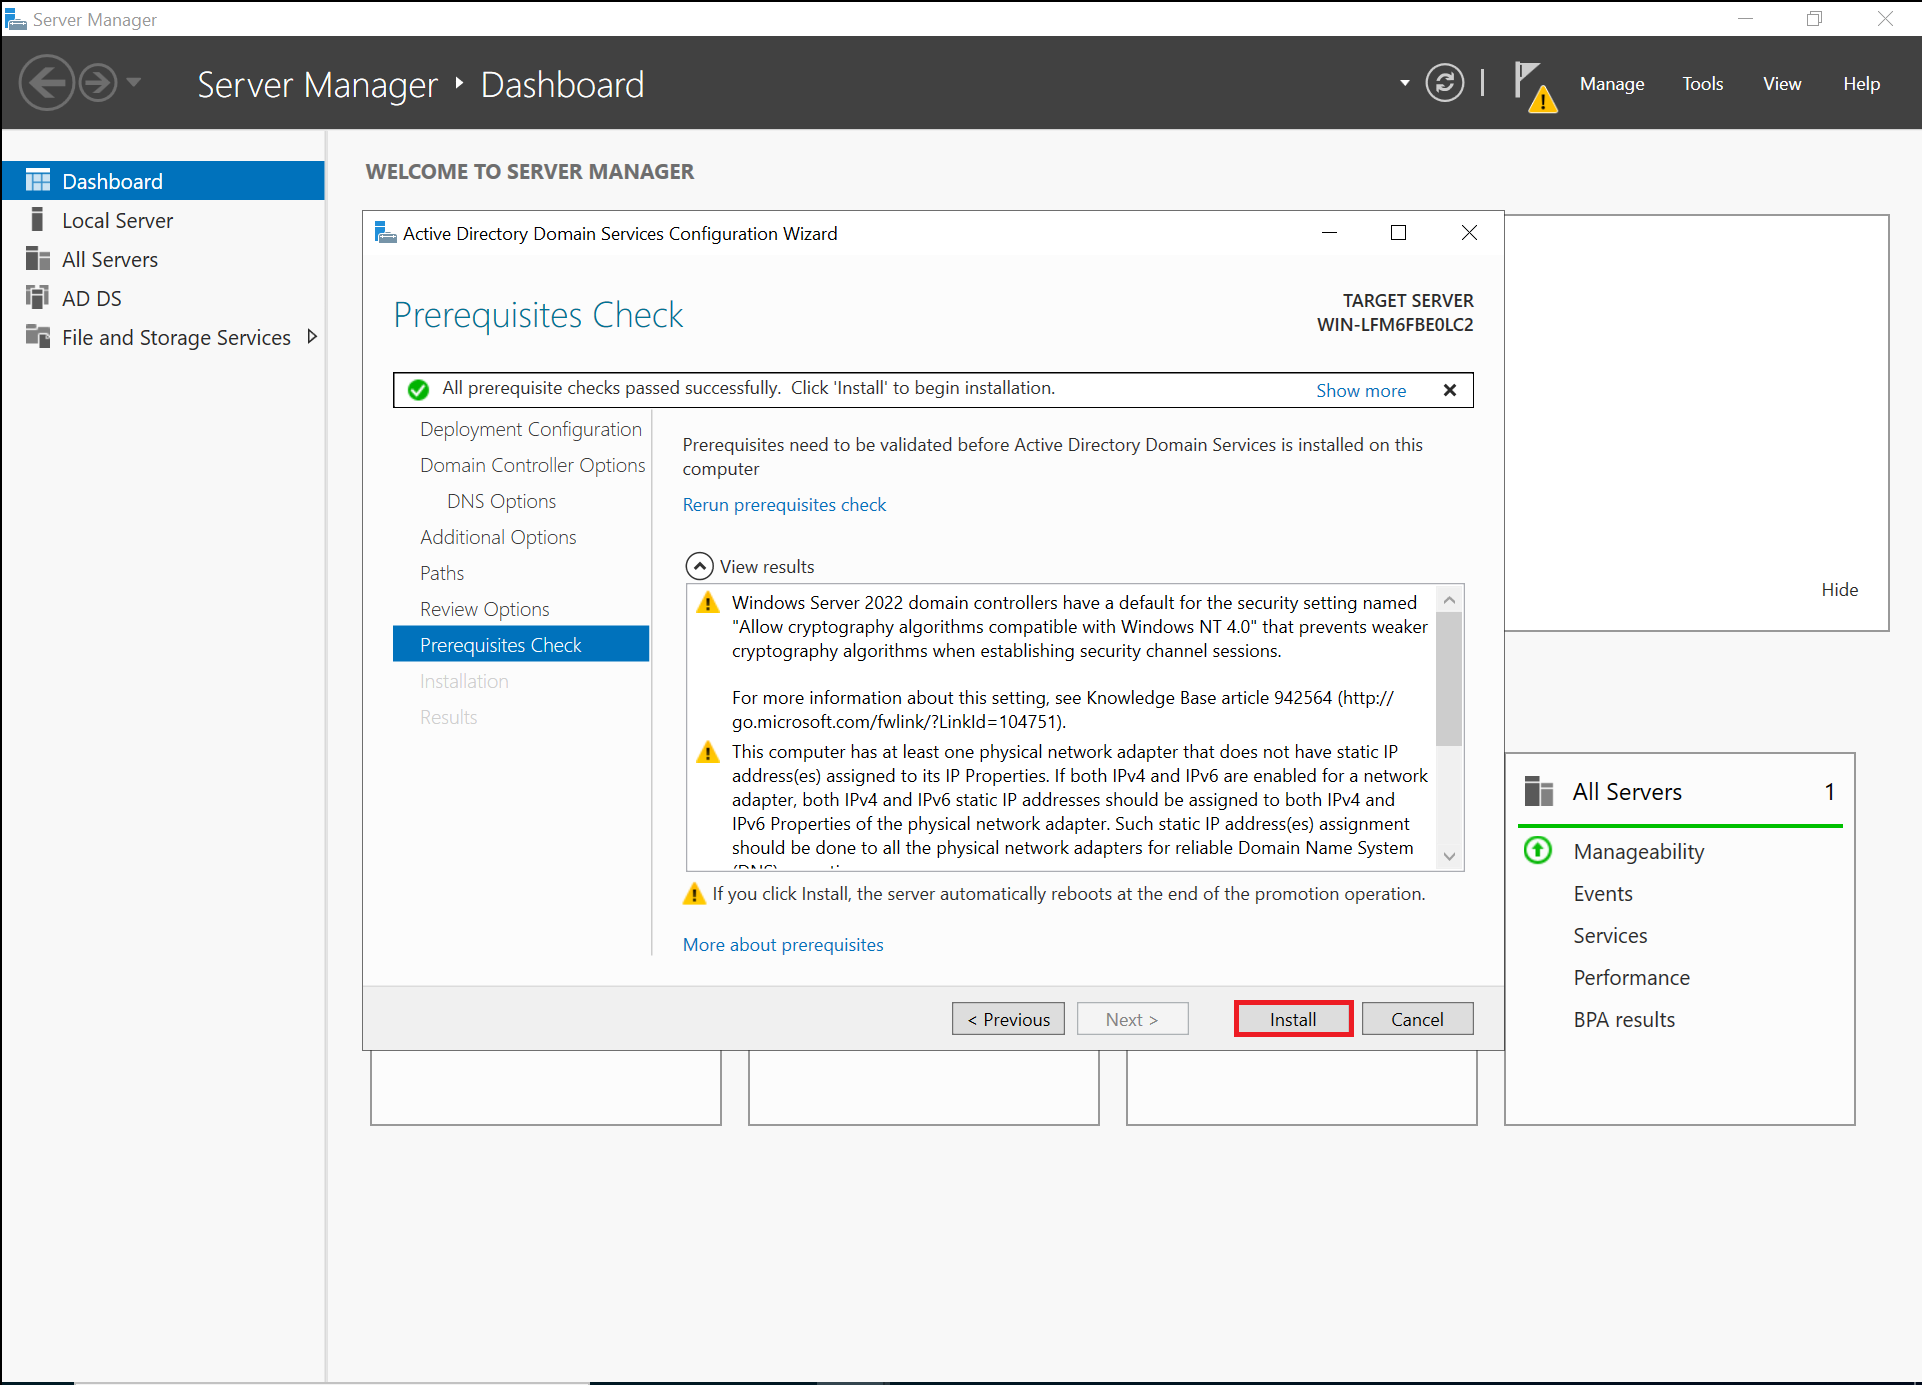 Server Manager
Server Manager ‣ Dashboard
Manage
Tools
View
Help
Dashboard
Local Server
All Servers
AD DS
File and Storage Services
WELCOME TO SERVER MANAGER
Active Directory Domain Services Configuration Wizard
Prerequisites Check
TARGET SERVER
WIN-LFM6FBE0LC2
All prerequisite checks passed successfully.  Click 'Install' to begin installation.
Show more
Deployment Configuration
Domain Controller Options
DNS Options
Additional Options
Paths
Review Options
Prerequisites Check
Installation
Results
Prerequisites need to be validated before Active Directory Domain Services is installed on this
computer
Rerun prerequisites check
View results
Windows Server 2022 domain controllers have a default for the security setting named
"Allow cryptography algorithms compatible with Windows NT 4.0" that prevents weaker
cryptography algorithms when establishing security channel sessions.
For more information about this setting, see Knowledge Base article 942564 (http://
go.microsoft.com/fwlink/?LinkId=104751).
This computer has at least one physical network adapter that does not have static IP
address(es) assigned to its IP Properties. If both IPv4 and IPv6 are enabled for a network
adapter, both IPv4 and IPv6 static IP addresses should be assigned to both IPv4 and
IPv6 Properties of the physical network adapter. Such static IP address(es) assignment
should be done to all the physical network adapters for reliable Domain Name System
If you click Install, the server automatically reboots at the end of the promotion operation.
More about prerequisites
< Previous
Next >
Install
Cancel
Hide
All Servers
1
Manageability
Events
Services
Performance
BPA results